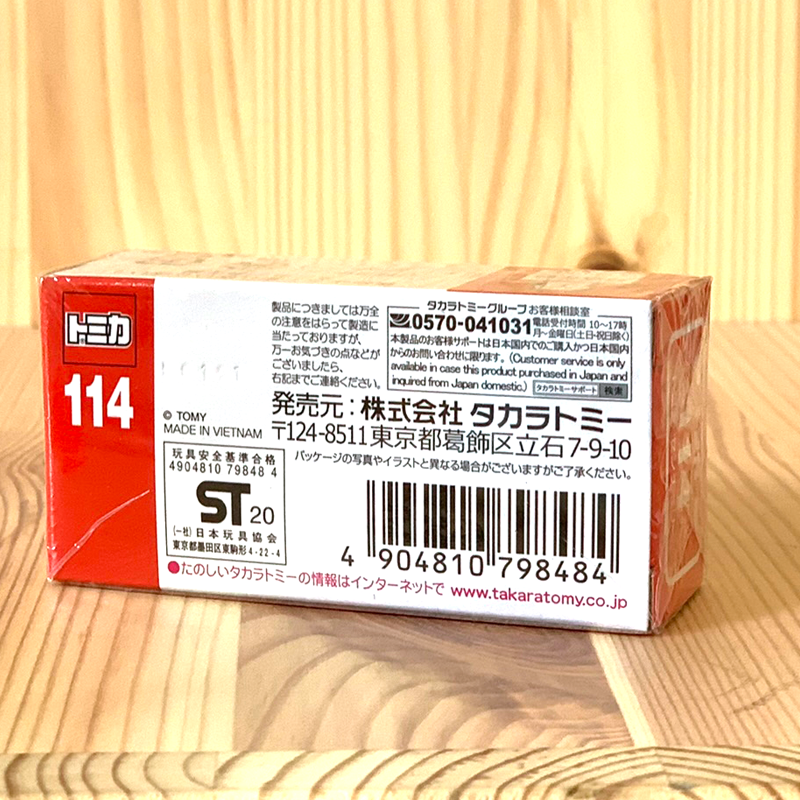 トミカ
114
© TOMY
MADE IN VIETNAM
製品につきましては万全
の注意をはらって製造に
当たっておりますが、
万一お気づきの点などが
ございましたら、
右記までご連絡ください。
タカラトミーグループお客様相談室
0570-041031 電話受付時間 10〜17時
月〜金曜日(土・日・祝日除く)
本製品のお客様サポートは日本国内でのご購入かつ日本国内
からのお問い合わせに限ります。(Customer service is only
available in case this product purchased in Japan and
inquired from Japan domestic.) タカラトミーサポート 検索
発売元:株式会社 タカラトミー
〒124-8511東京都葛飾区立石7-9-10
パッケージの写真やイラストと異なる場合がございますがご了承ください。
玩具安全基準合格
4904810 79848 4
ST 20
(一社)日本玩具協会
東京都墨田区東駒形4-22-4
4 904810 798484
●たのしいタカラトミーの情報はインターネットで www.takaratomy.co.jp